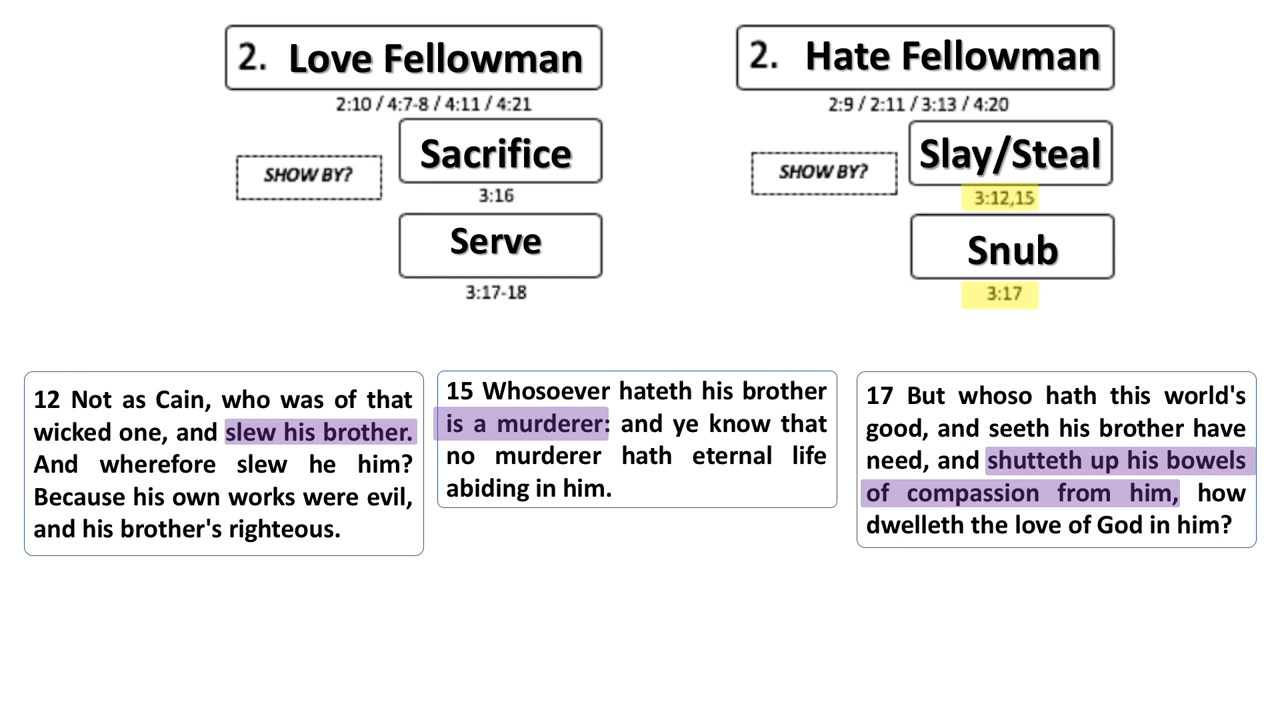 2. Love Fellowman
2:10 / 4:7-8 / 4:11 / 4:21
SHOW BY?
Sacrifice
3:16
Serve
3:17-18
2. Hate Fellowman
2:9 / 2:11 / 3:13 / 4:20
SHOW BY?
Slay/Steal
3:12,15
Snub
3:17
12 Not as Cain, who was of that
wicked one, and slew his brother.
And wherefore slew he him?
Because his own works were evil,
and his brother's righteous.
15 Whosoever hateth his brother
is a murderer: and ye know that
no murderer hath eternal life
abiding in him.
17 But whoso hath this world's
good, and seeth his brother have
need, and shutteth up his bowels
of compassion from him, how
dwelleth the love of God in him?